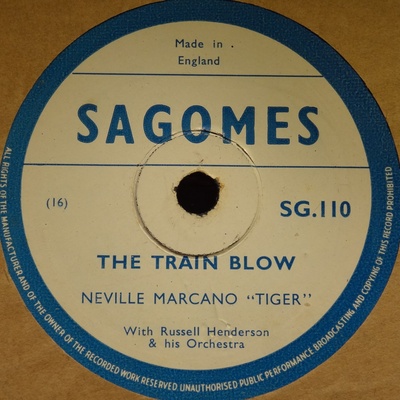 Made in .
England
SAGOMES
(16)
SG.110
THE TRAIN BLOW
NEVILLE MARCANO "TIGER"
With Russell Henderson
& his Orchestra
ALL RIGHTS OF THE MANUFACTURER AND OF THE OWNER OF THE RECORDED WORK RESERVED. UNAUTHORISED PUBLIC PERFORMANCE BROADCASTING AND COPYING OF THIS RECORD PROHIBITED